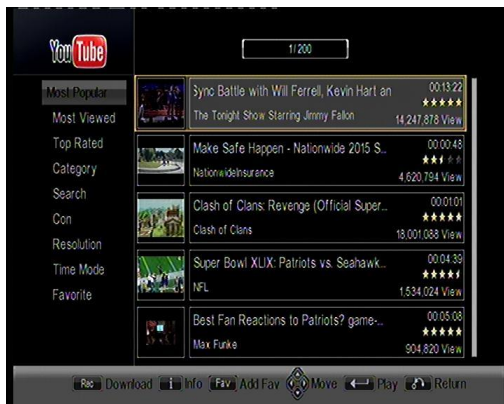 You Tube
1/200
Most Popular
Most Viewed
Top Rated
Category
Search
Con
Resolution
Time Mode
Favorite
Sync Battle with Will Ferrell, Kevin Hart an
00:13:22
The Tonight Show Starring Jimmy Fallon
14,247,878 View
Make Safe Happen - Nationwide 2015 S..
00:00:48
NationwideInsurance
4,620,794 View
Clash of Clans: Revenge (Official Super..
00:01:01
Clash of Clans
18,001,088 View
Super Bowl XLIX: Patriots vs. Seahawk..
00:04:39
NFL
1,534,024 View
Best Fan Reactions to Patriots? game-..
00:05:08
Max Funke
904,820 View
Rec Download i Info Fav Add Fav Move Play Return